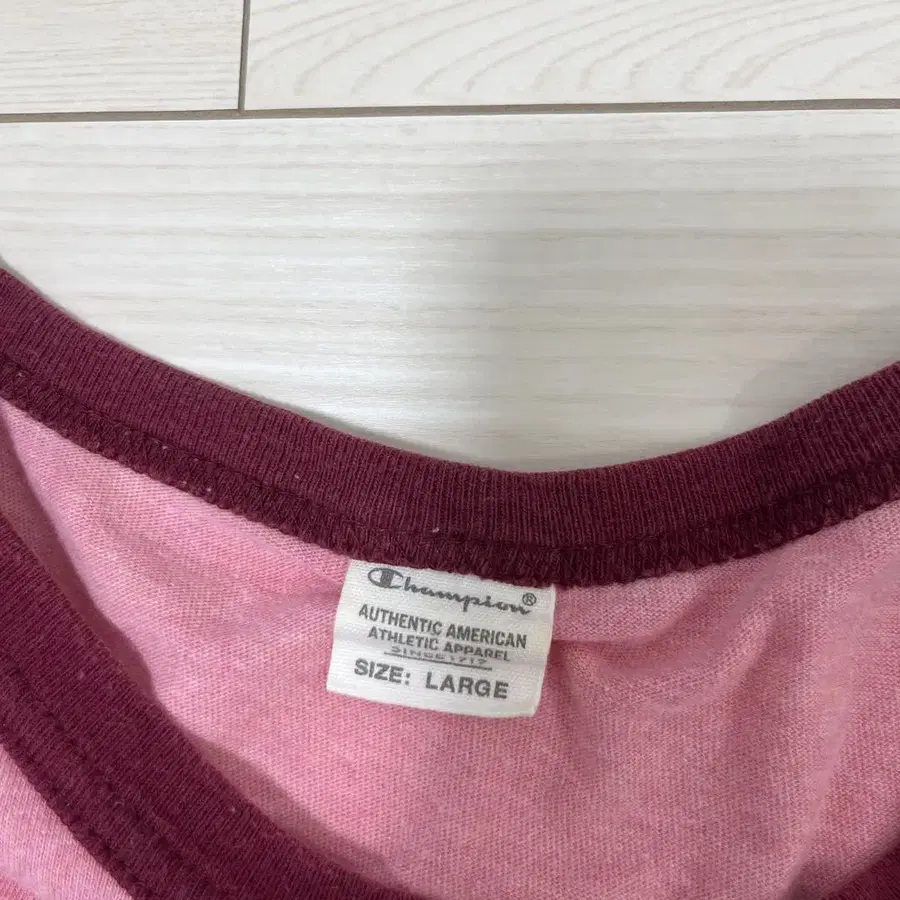 Champion®
AUTHENTIC AMERICAN
ATHLETIC APPAREL
SINCE 1919
SIZE: LARGE